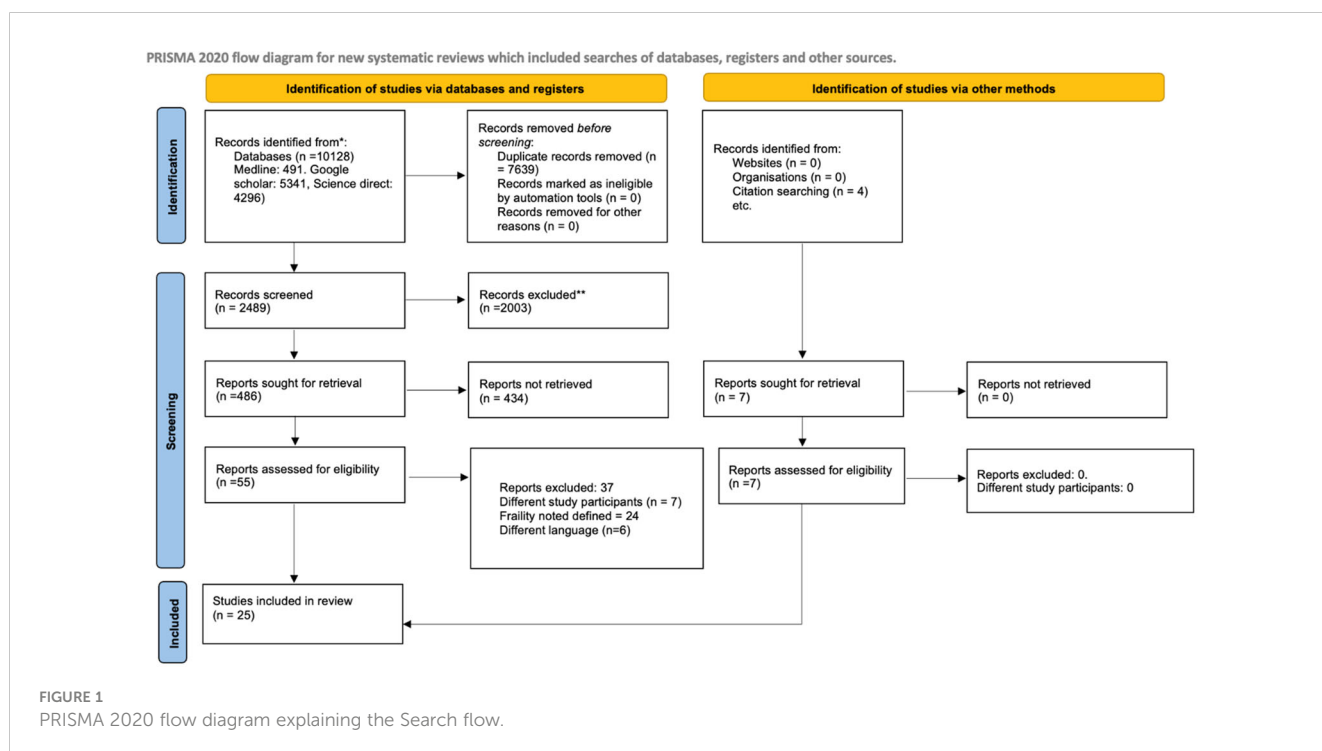 PRISMA 2020 flow diagram for new systematic reviews which included searches of databases, registers and other sources.
Identification of studies via databases and registers
Identification of studies via other methods
Identification
Records identified from*:
Databases (n =10128)
Medline: 491. Google
scholar: 5341, Science direct:
4296)
Records removed before
screening:
Duplicate records removed (n
= 7639)
Records marked as ineligible
by automation tools (n = 0)
Records removed for other
reasons (n = 0)
Records identified from:
Websites (n = 0)
Organisations (n = 0)
Citation searching (n = 4)
etc.
Screening
Records screened
(n = 2489)
Records excluded**
(n =2003)
Reports sought for retrieval
(n =486)
Reports not retrieved
(n = 434)
Reports sought for retrieval
(n = 7)
Reports not retrieved
(n = 0)
Reports assessed for eligibility
(n =55)
Reports excluded: 37
Different study participants (n = 7)
Fraility noted defined = 24
Different language (n=6)
Reports assessed for eligibility
(n =7)
Reports excluded: 0.
Different study participants: 0
Included
Studies included in review
(n = 25)
FIGURE 1
PRISMA 2020 flow diagram explaining the Search flow.